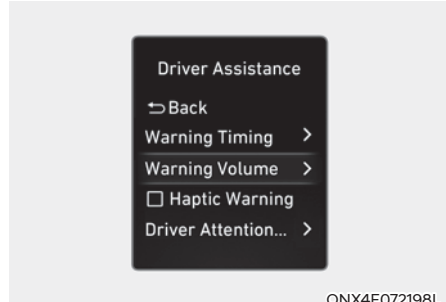 Driver Assistance
Back
Warning Timing
Warning Volume
Haptic Warning
Driver Attention...
ONX4E072198L